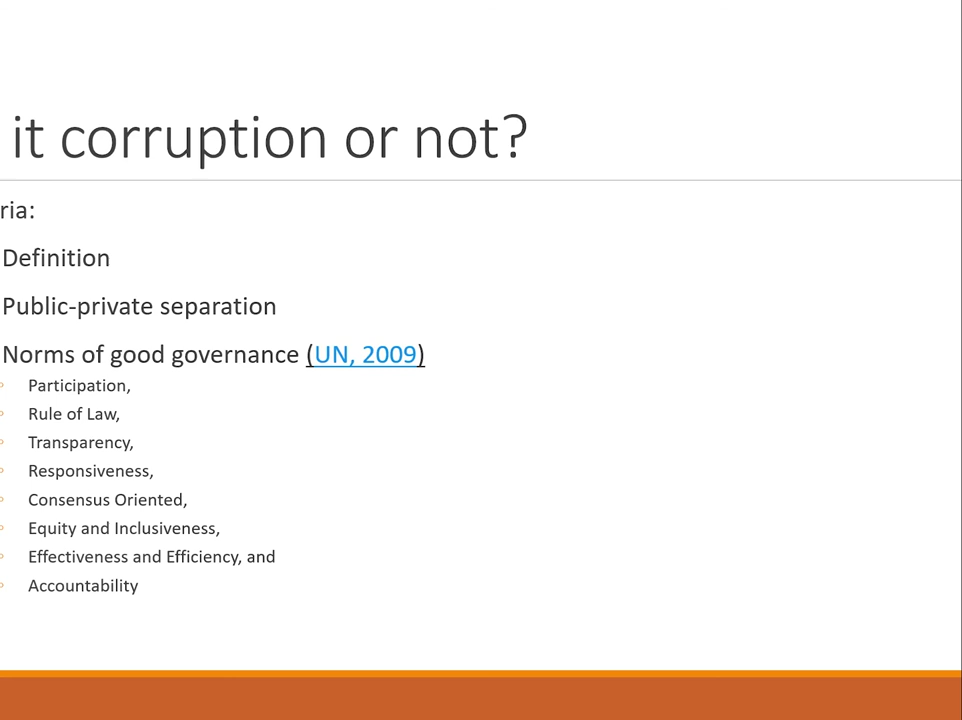 it corruption or not?
ria:
Definition
Public-private separation
Norms of good governance (UN, 2009)
Participation,
Rule of Law,
Transparency,
Responsiveness,
Consensus Oriented,
Equity and Inclusiveness,
Effectiveness and Efficiency, and
Accountability